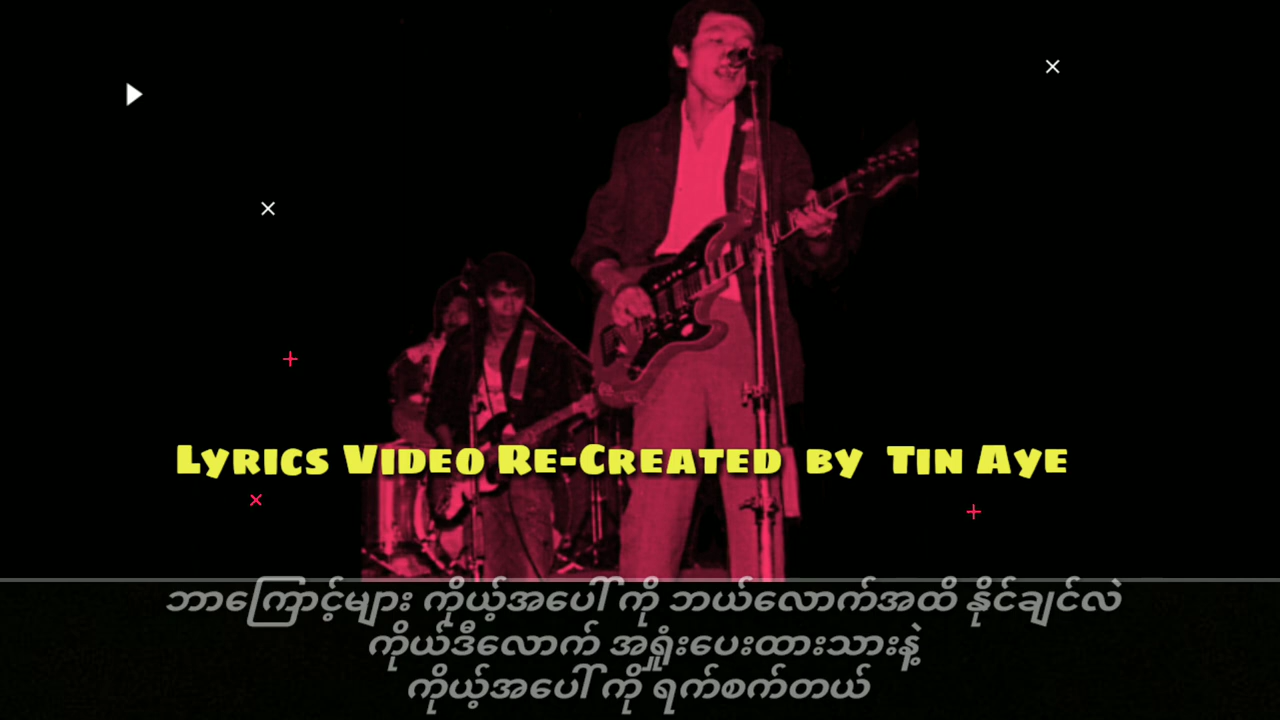 Lyrics Video Re-Created by Tin Aye
ဘာကြောင့်များ ကိုယ့်အပေါ် ကို ဘယ်လောက်အထိ နိုင်ချင်လဲ
ကိုယ်ဒီလောက် အရှုံးပေးထားသားနဲ့
ကိုယ့်အပေါ် ကို ရက်စက်တယ်